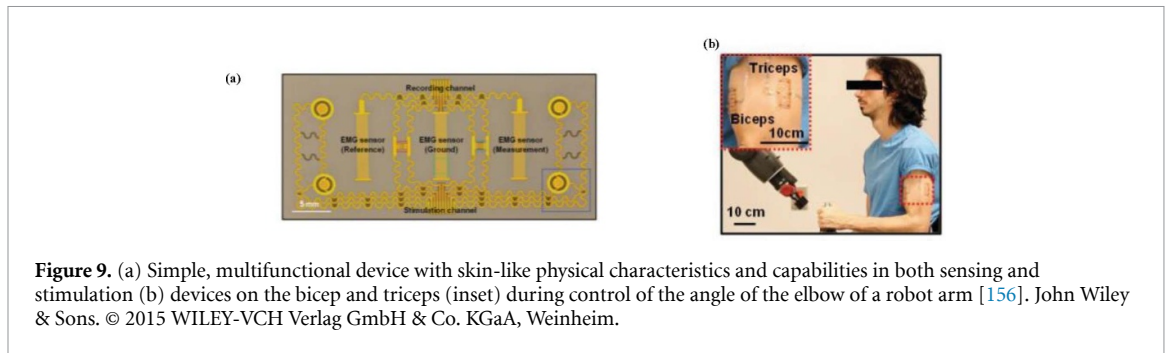 (a)
Recording channel
EMG sensor
(Reference)
EMG sensor
(Ground)
EMG sensor
(Measurement)
5 mm
Stimulation channel
(b)
Triceps
Biceps
10cm
10 cm
Figure 9. (a) Simple, multifunctional device with skin-like physical characteristics and capabilities in both sensing and
stimulation (b) devices on the bicep and triceps (inset) during control of the angle of the elbow of a robot arm [156]. John Wiley
& Sons. © 2015 WILEY-VCH Verlag GmbH & Co. KGaA, Weinheim.